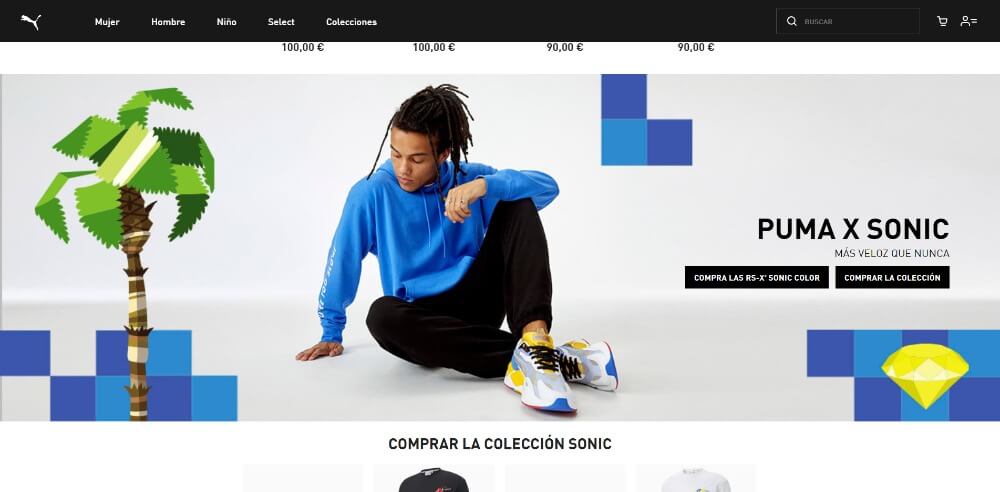 Mujer Hombre Niño Select Colecciones BUSCAR
100,00 € 100,00 € 90,00 € 90,00 €
PUMA X SONIC
MÁS VELOZ QUE NUNCA
COMPRA LAS RS-X³ SONIC COLOR COMPRAR LA COLECCIÓN
COMPRAR LA COLECCIÓN SONIC